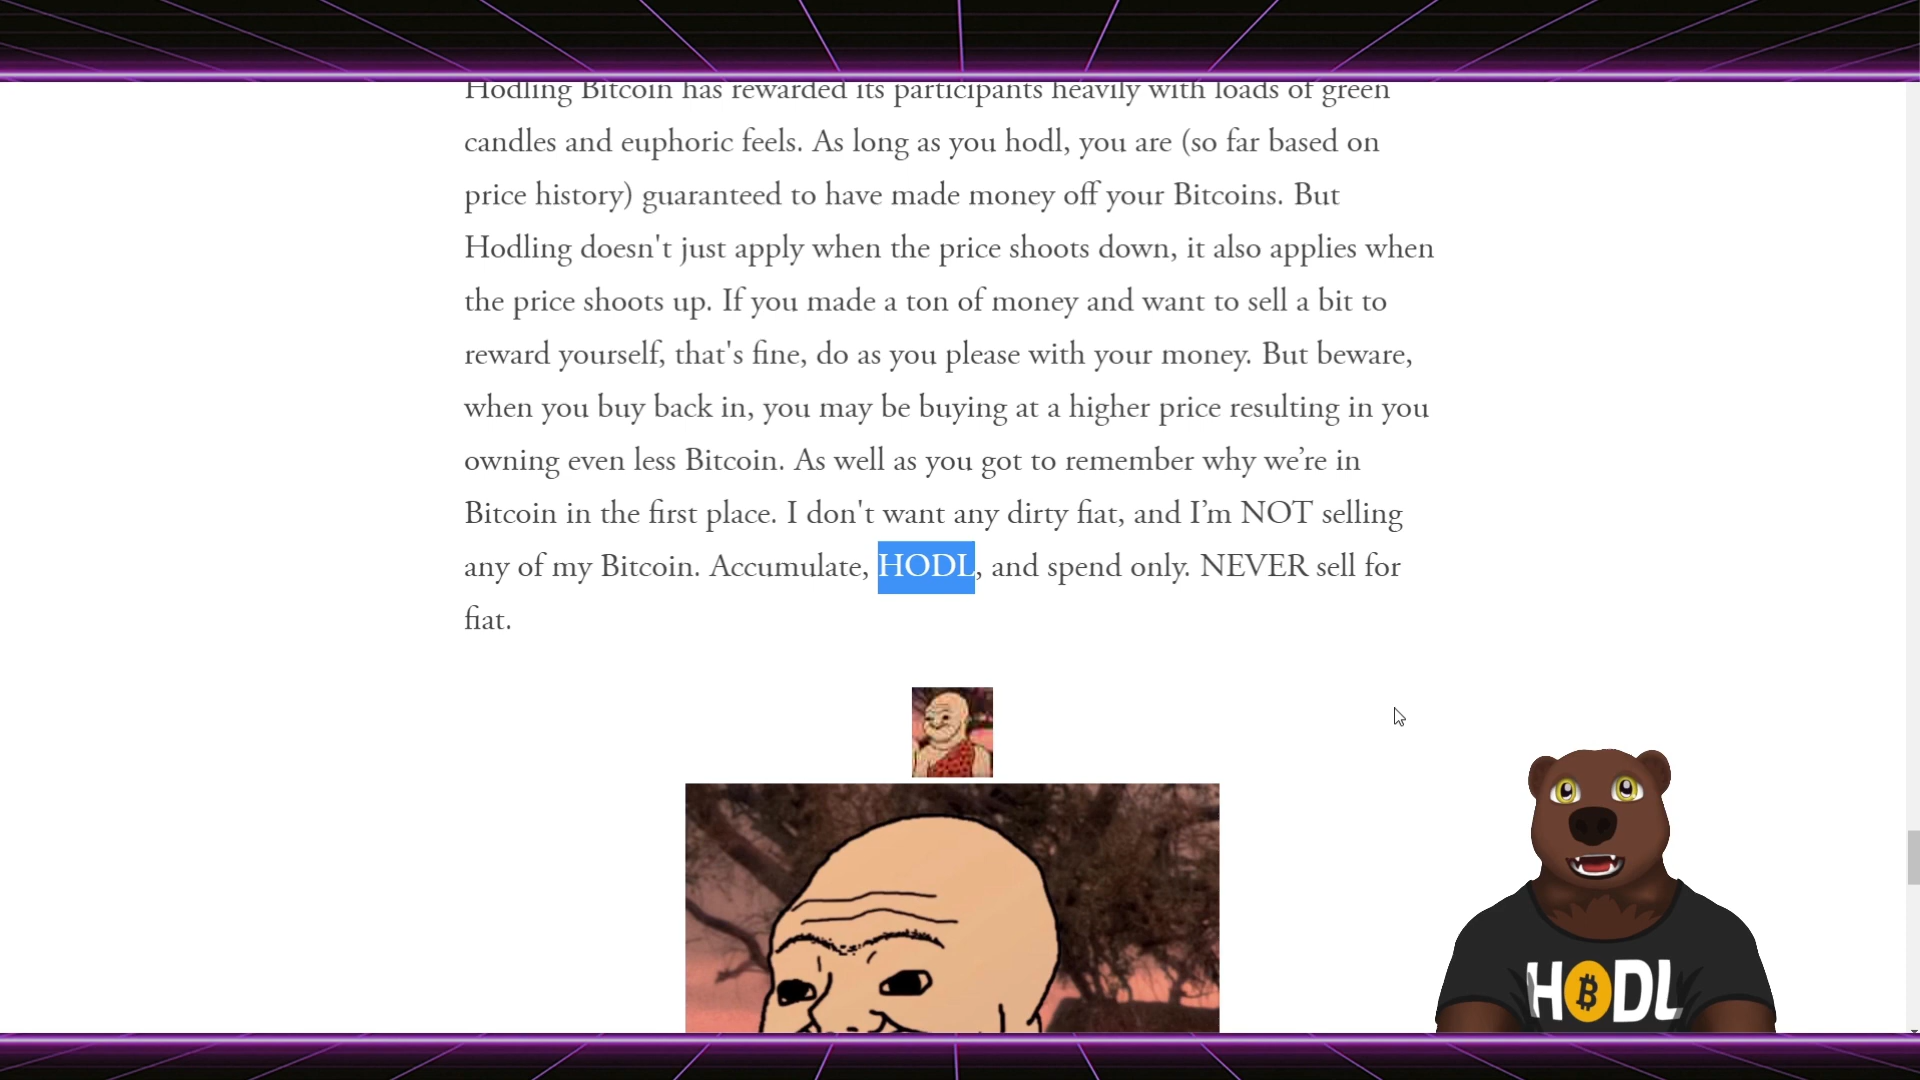 Hodling Bitcoin has rewarded its participants heavily with loads of green
candles and euphoric feels. As long as you hodl, you are (so far based on
price history) guaranteed to have made money off your Bitcoins. But
Hodling doesn't just apply when the price shoots down, it also applies when
the price shoots up. If you made a ton of money and want to sell a bit to
reward yourself, that's fine, do as you please with your money. But beware,
when you buy back in, you may be buying at a higher price resulting in you
owning even less Bitcoin. As well as you got to remember why we’re in
Bitcoin in the first place. I don't want any dirty fiat, and I’m NOT selling
any of my Bitcoin. Accumulate, HODL, and spend only. NEVER sell for
fiat.
H₿DL